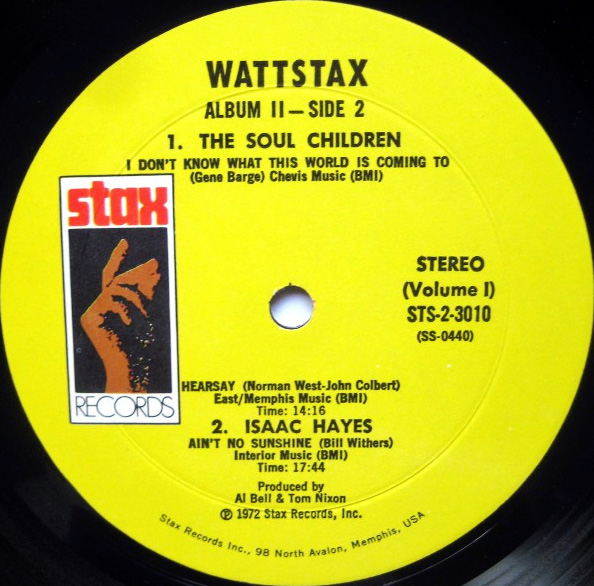 WATTSTAX
ALBUM II — SIDE 2
1. THE SOUL CHILDREN
I DON'T KNOW WHAT THIS WORLD IS COMING TO
(Gene Barge) Chevis Music (BMI)
stax
RECORDS
STEREO
(Volume I)
STS-2-3010
(SS-0440)
HEARSAY (Norman West-John Colbert)
East/Memphis Music (BMI)
Time: 14:16
2. ISAAC HAYES
AIN'T NO SUNSHINE (Bill Withers)
Interior Music (BMI)
Time: 17:44
Produced by
Al Bell & Tom Nixon
℗ 1972 Stax Records, Inc.
Stax Records Inc., 98 North Avalon, Memphis, USA